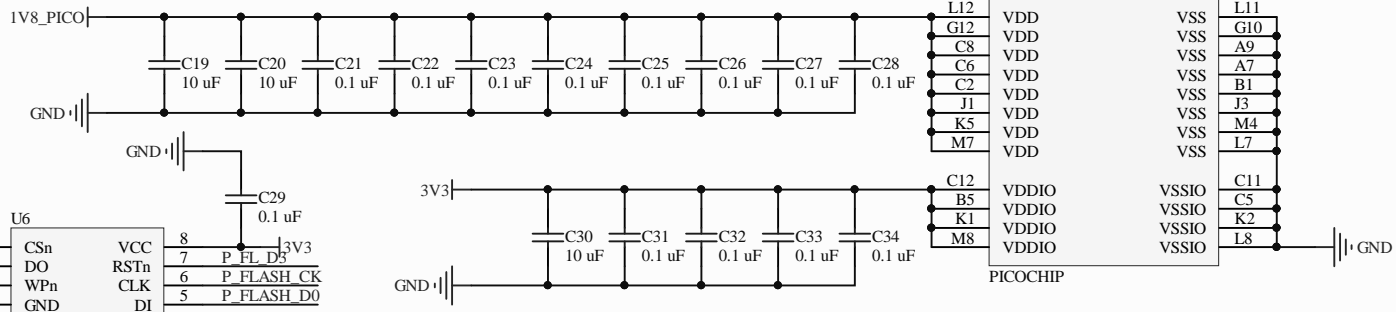 1V8_PICO
C19 C20 C21 C22 C23 C24 C25 C26 C27 C28
10 uF 10 uF 0.1 uF 0.1 uF 0.1 uF 0.1 uF 0.1 uF 0.1 uF 0.1 uF 0.1 uF
GND
L12 VDD VSS L11
G12 VDD VSS G10
C8 VDD VSS A9
C6 VDD VSS A7
C2 VDD VSS B1
J1 VDD VSS J3
K5 VDD VSS M4
M7 VDD VSS L7
C12 VDDIO VSSIO C11
B5 VDDIO VSSIO C5
K1 VDDIO VSSIO K2
M8 VDDIO VSSIO L8
PICOCHIP
GND
GND
C29
0.1 uF
3V3
3V3
C30 C31 C32 C33 C34
10 uF 0.1 uF 0.1 uF 0.1 uF 0.1 uF
GND
U6
CSn VCC 8
DO RSTn 7 P_FL_D3
WPn CLK 6 P_FLASH_CK
GND DI 5 P_FLASH_D0